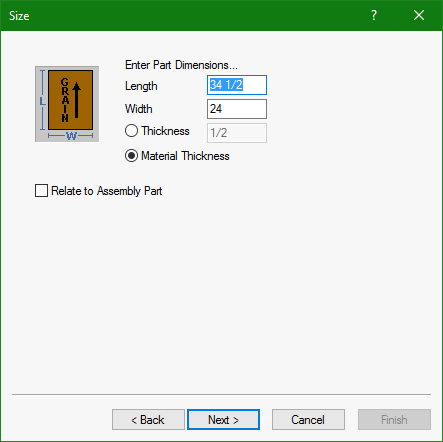 Size ?
Enter Part Dimensions...
Length 34 1/2
Width 24
Thickness 1/2
Material Thickness
GRAIN
L
W
Relate to Assembly Part
< Back Next > Cancel Finish